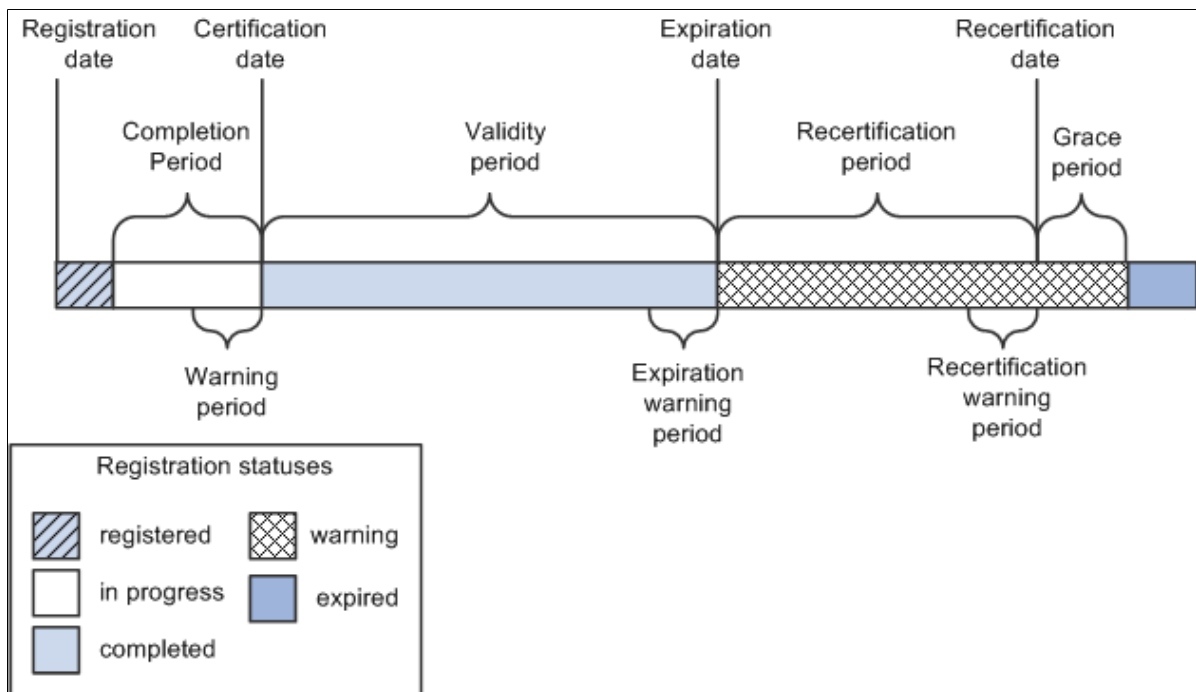 Registration
date
Certification
date
Expiration
date
Recertification
date
Completion
Period
Validity
period
Recertification
period
Grace
period
Warning
period
Expiration
warning
period
Recertification
warning
period
Registration statuses
registered
warning
in progress
expired
completed